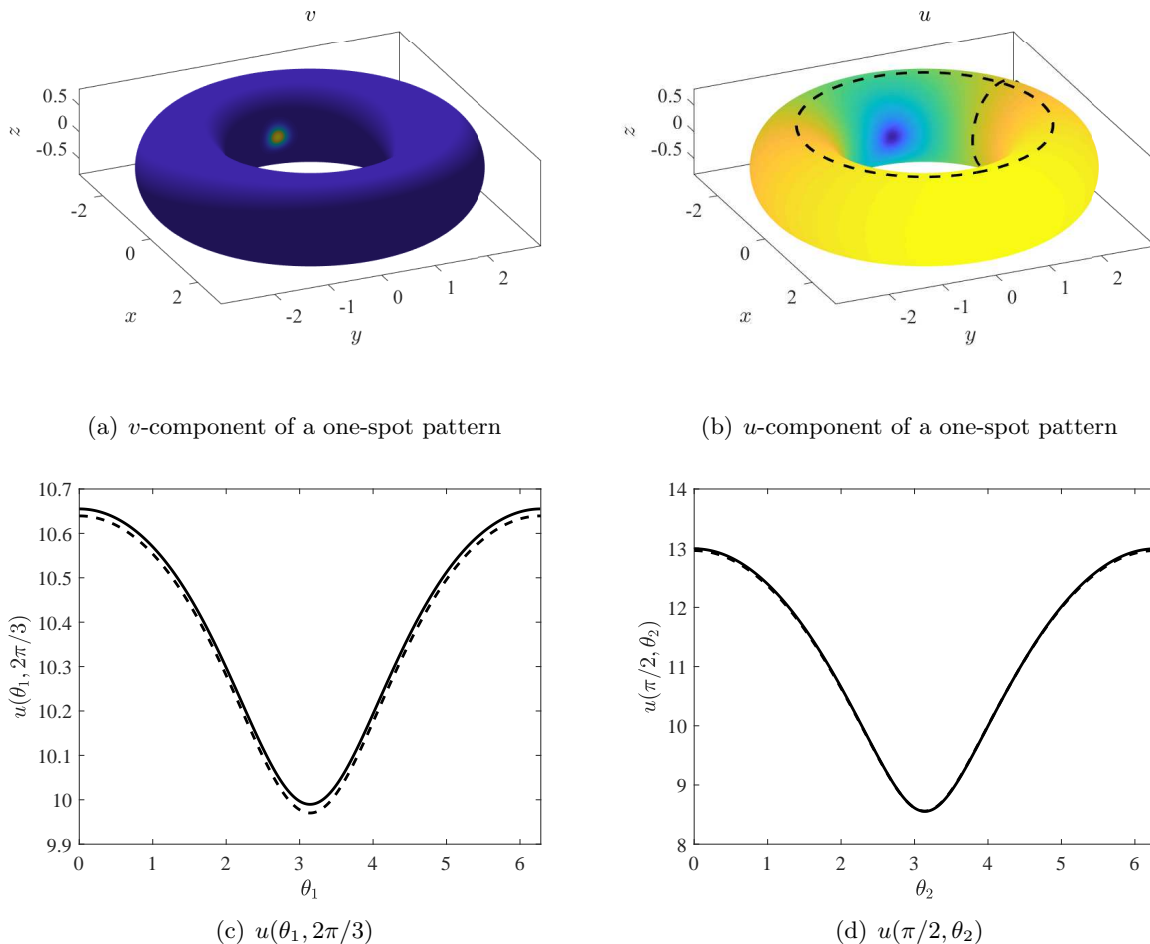 v
0.5
0
-0.5
z
-2
0
2
x
-2
-1
0
1
2
y
(a) v-component of a one-spot pattern
u
0.5
0
-0.5
z
-2
0
2
x
-2
-1
0
1
2
y
(b) u-component of a one-spot pattern
10.7
10.6
10.5
10.4
10.3
10.2
10.1
10
9.9
u(θ₁, 2π/3)
0 1 2 3 4 5 6
θ₁
(c) u(θ₁, 2π/3)
14
13
12
11
10
9
8
u(π/2, θ₂)
0 1 2 3 4 5 6
θ₂
(d) u(π/2, θ₂)